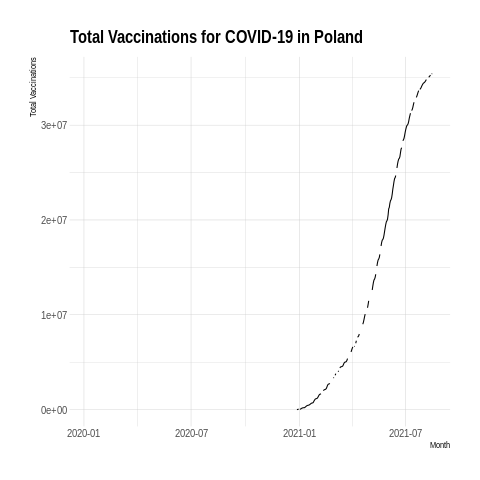 Total Vaccinations for COVID-19 in Poland
Total Vaccinations
3e+07
2e+07
1e+07
0e+00
2020-01 2020-07 2021-01 2021-07
Month